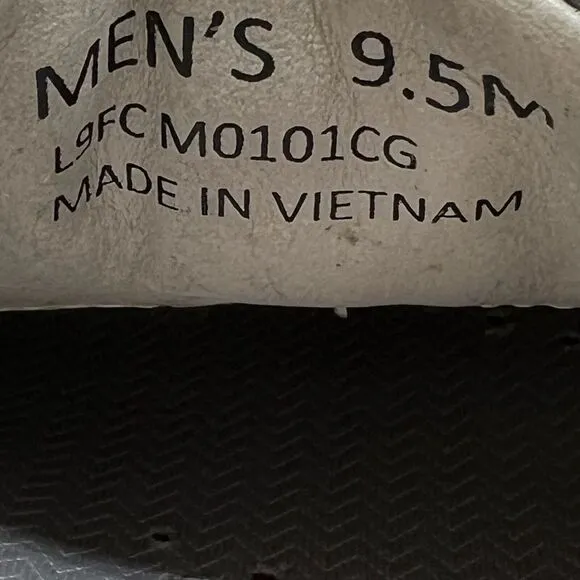 MEN'S 9.5M
L9FC M0101CG
MADE IN VIETNAM